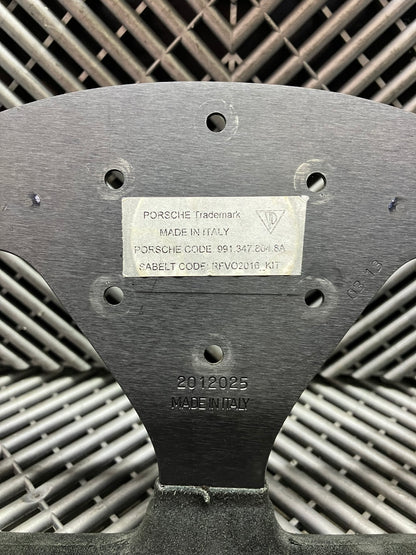 PORSCHE Trademark
MADE IN ITALY
PORSCHE CODE: 991.347.804.8A
SABELT CODE: RFVO2016_KIT
03-13
2012025
MADE IN ITALY